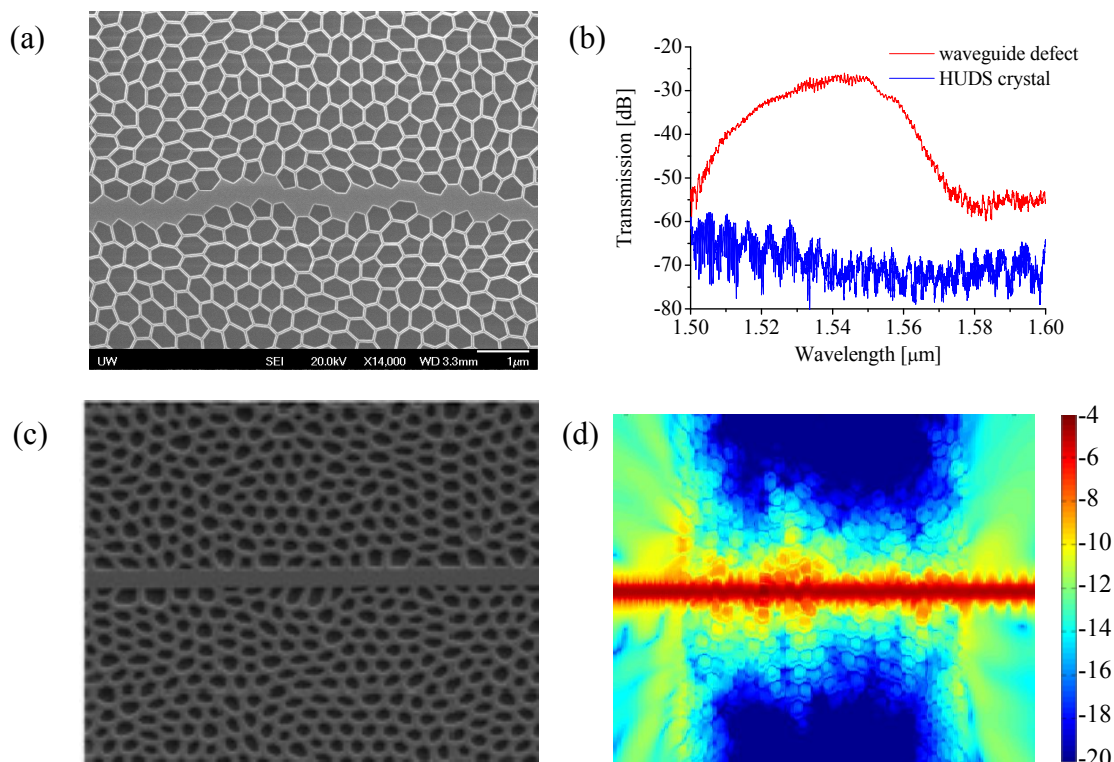 (a)
UW SEI 20.0kV X14,000 WD 3.3mm 1µm
(b)
waveguide defect
HUDS crystal
Transmission [dB]
-20
-30
-40
-50
-60
-70
-80
1.50 1.52 1.54 1.56 1.58 1.60
Wavelength [µm]
(c)
(d)
-4
-6
-8
-10
-12
-14
-16
-18
-20